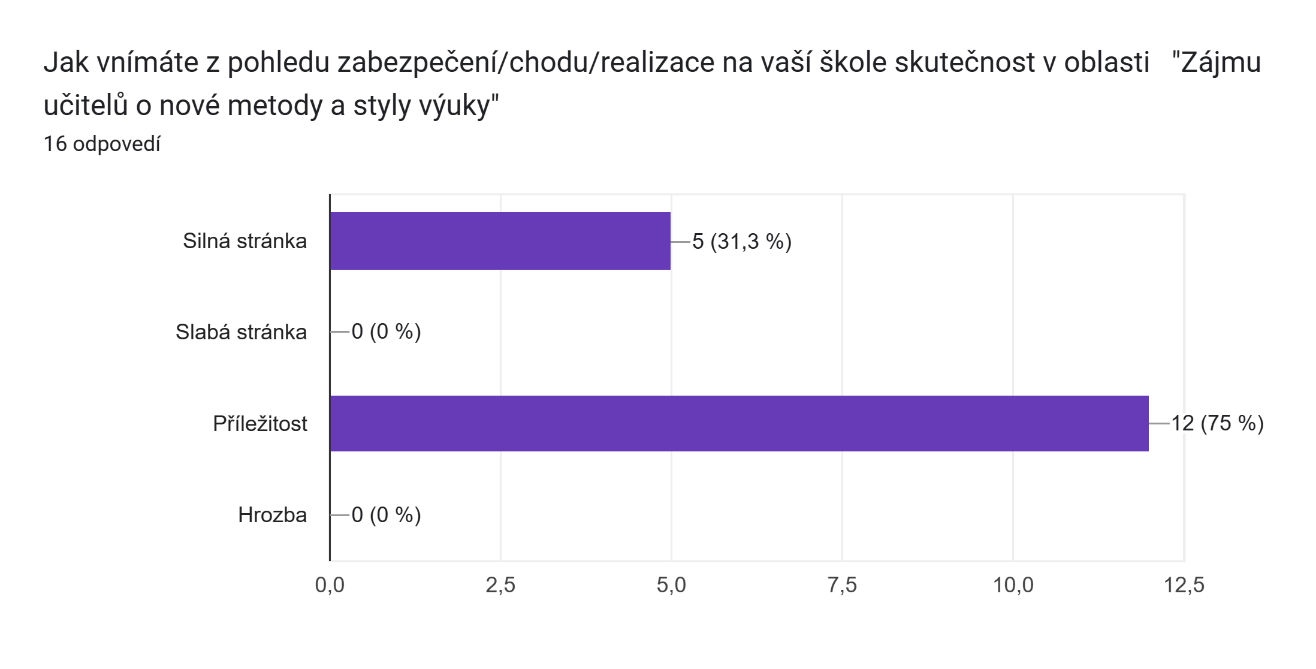 Jak vnímáte z pohledu zabezpečení/chodu/realizace na vaší škole skutečnost v oblasti   "Zájmu
učitelů o nové metody a styly výuky"
16 odpovedí
Silná stránka
5 (31,3 %)
Slabá stránka
0 (0 %)
Příležitost
12 (75 %)
Hrozba
0 (0 %)
0,0
2,5
5,0
7,5
10,0
12,5